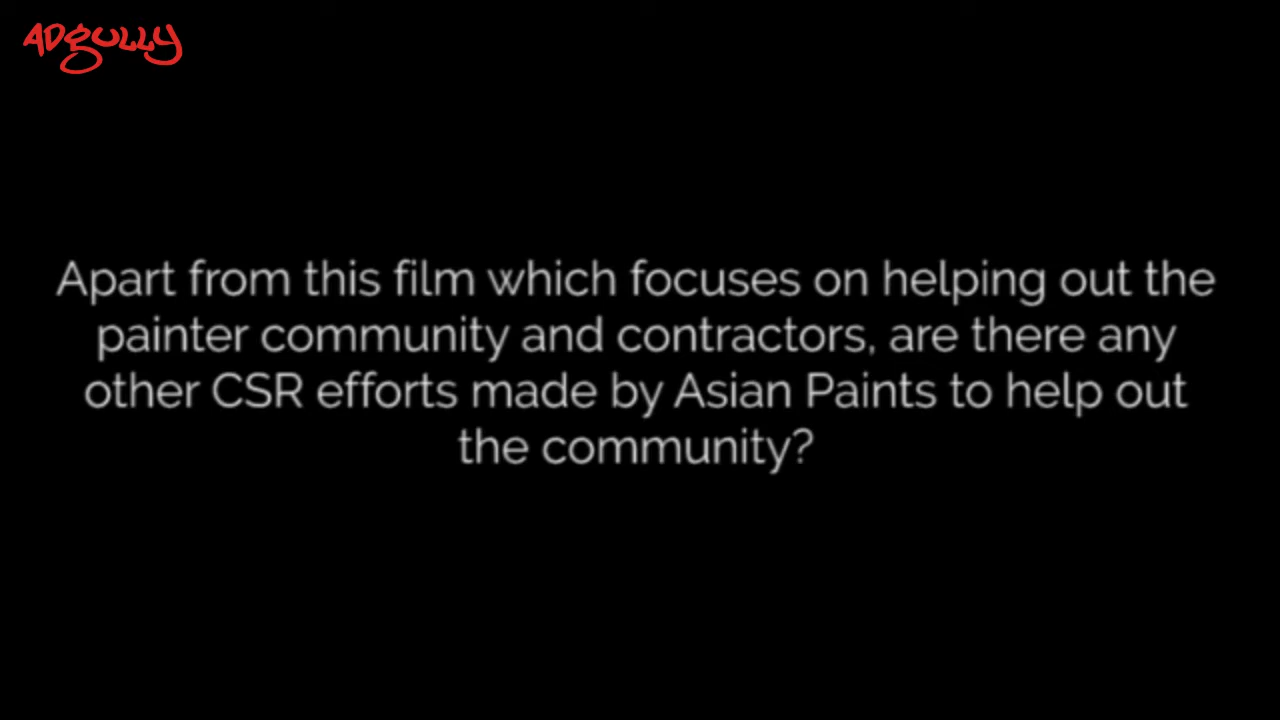 ADGULLY
Apart from this film which focuses on helping out the
painter community and contractors, are there any
other CSR efforts made by Asian Paints to help out
the community?